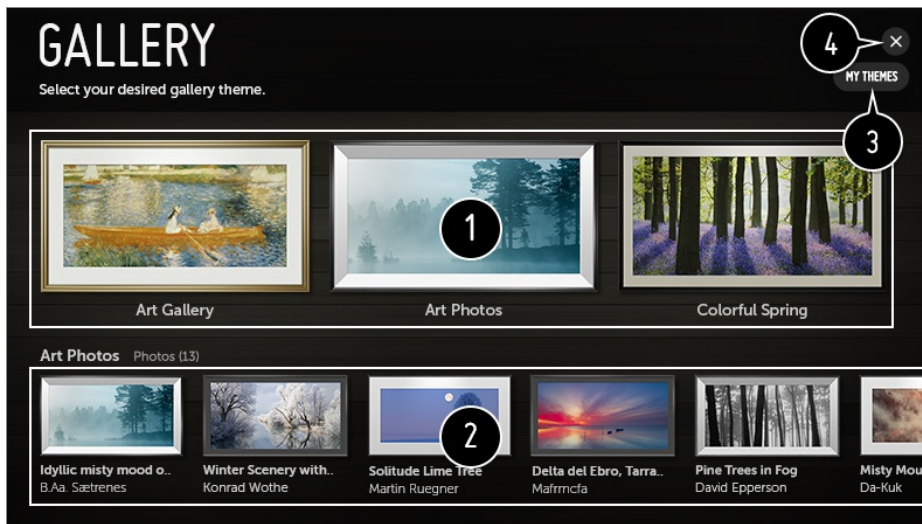 GALLERY
Select your desired gallery theme.
4
MY THEMES
3
1
Art Gallery
Art Photos
Colorful Spring
Art Photos Photos (13)
2
Idyllic misty mood o..
B.Aa. Sætrenes
Winter Scenery with..
Konrad Wothe
Solitude Lime Tree
Martin Ruegner
Delta del Ebro, Tarra..
Mafrmcfa
Pine Trees in Fog
David Epperson
Misty Mou
Da-Kuk